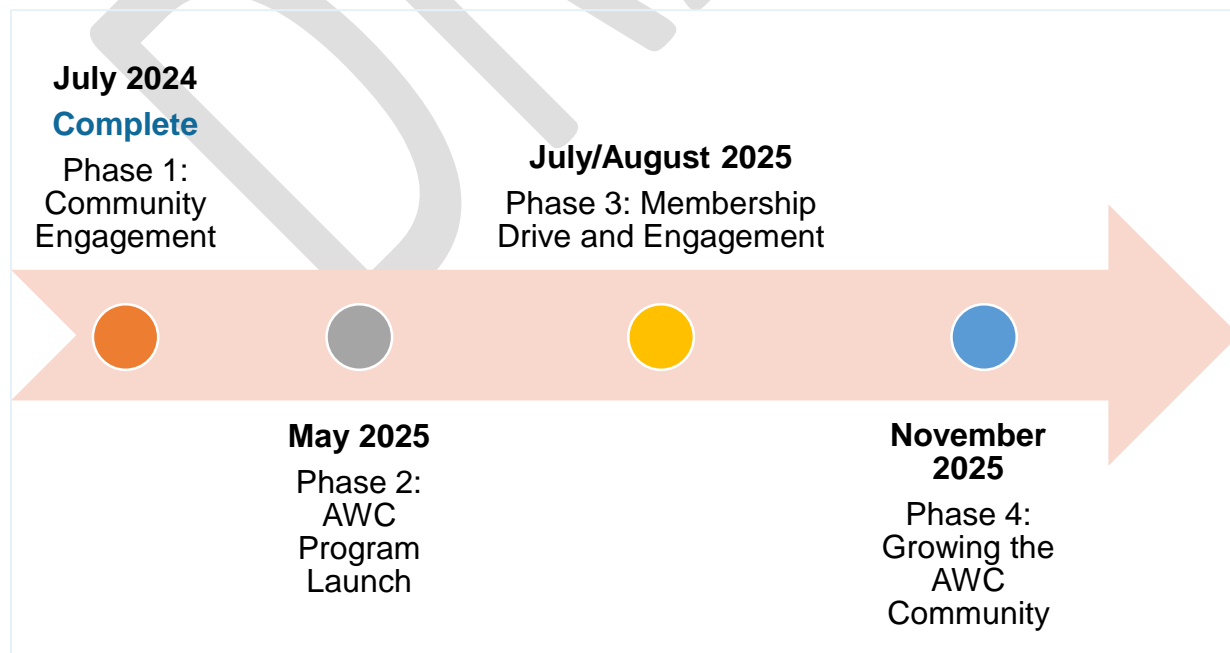 July 2024
Complete
Phase 1:
Community
Engagement
May 2025
Phase 2:
AWC
Program
Launch
July/August 2025
Phase 3: Membership
Drive and Engagement
November
2025
Phase 4:
Growing the
AWC
Community